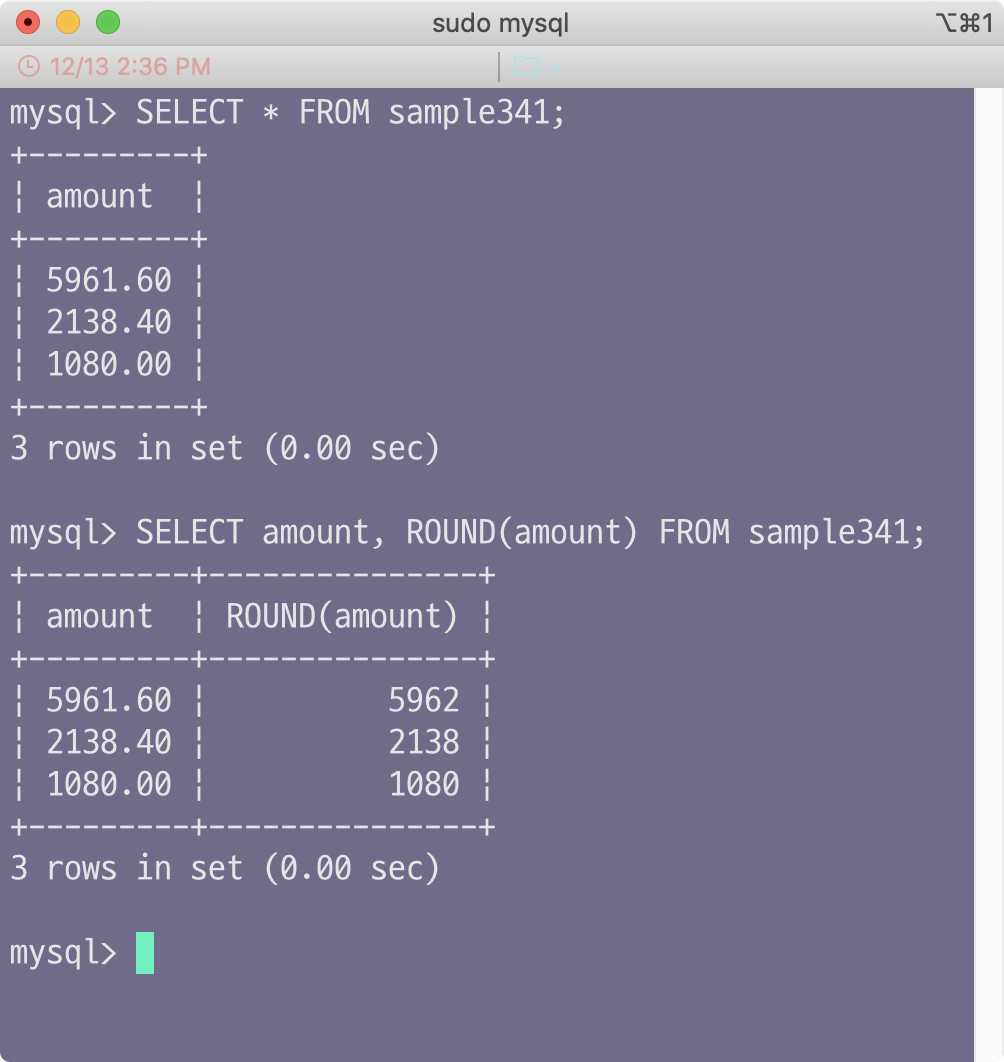 sudo mysql ⌥⌘1
12/13 2:36 PM ~
mysql> SELECT * FROM sample341;
+---------+
| amount  |
+---------+
| 5961.60 |
| 2138.40 |
| 1080.00 |
+---------+
3 rows in set (0.00 sec)
mysql> SELECT amount, ROUND(amount) FROM sample341;
+---------+---------------+
| amount  | ROUND(amount) |
+---------+---------------+
| 5961.60 |          5962 |
| 2138.40 |          2138 |
| 1080.00 |          1080 |
+---------+---------------+
3 rows in set (0.00 sec)
mysql>